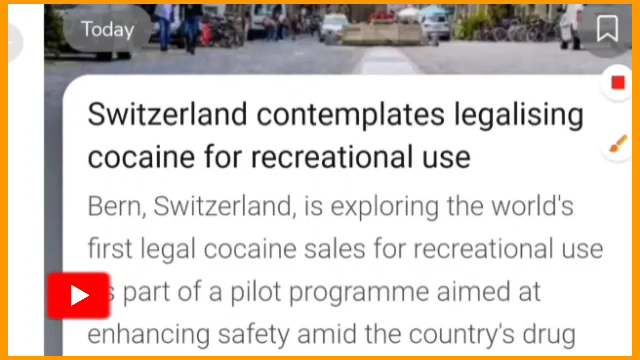 Today
Switzerland contemplates legalising
cocaine for recreational use
Bern, Switzerland, is exploring the world's
first legal cocaine sales for recreational use
part of a pilot programme aimed at
enhancing safety amid the country's drug